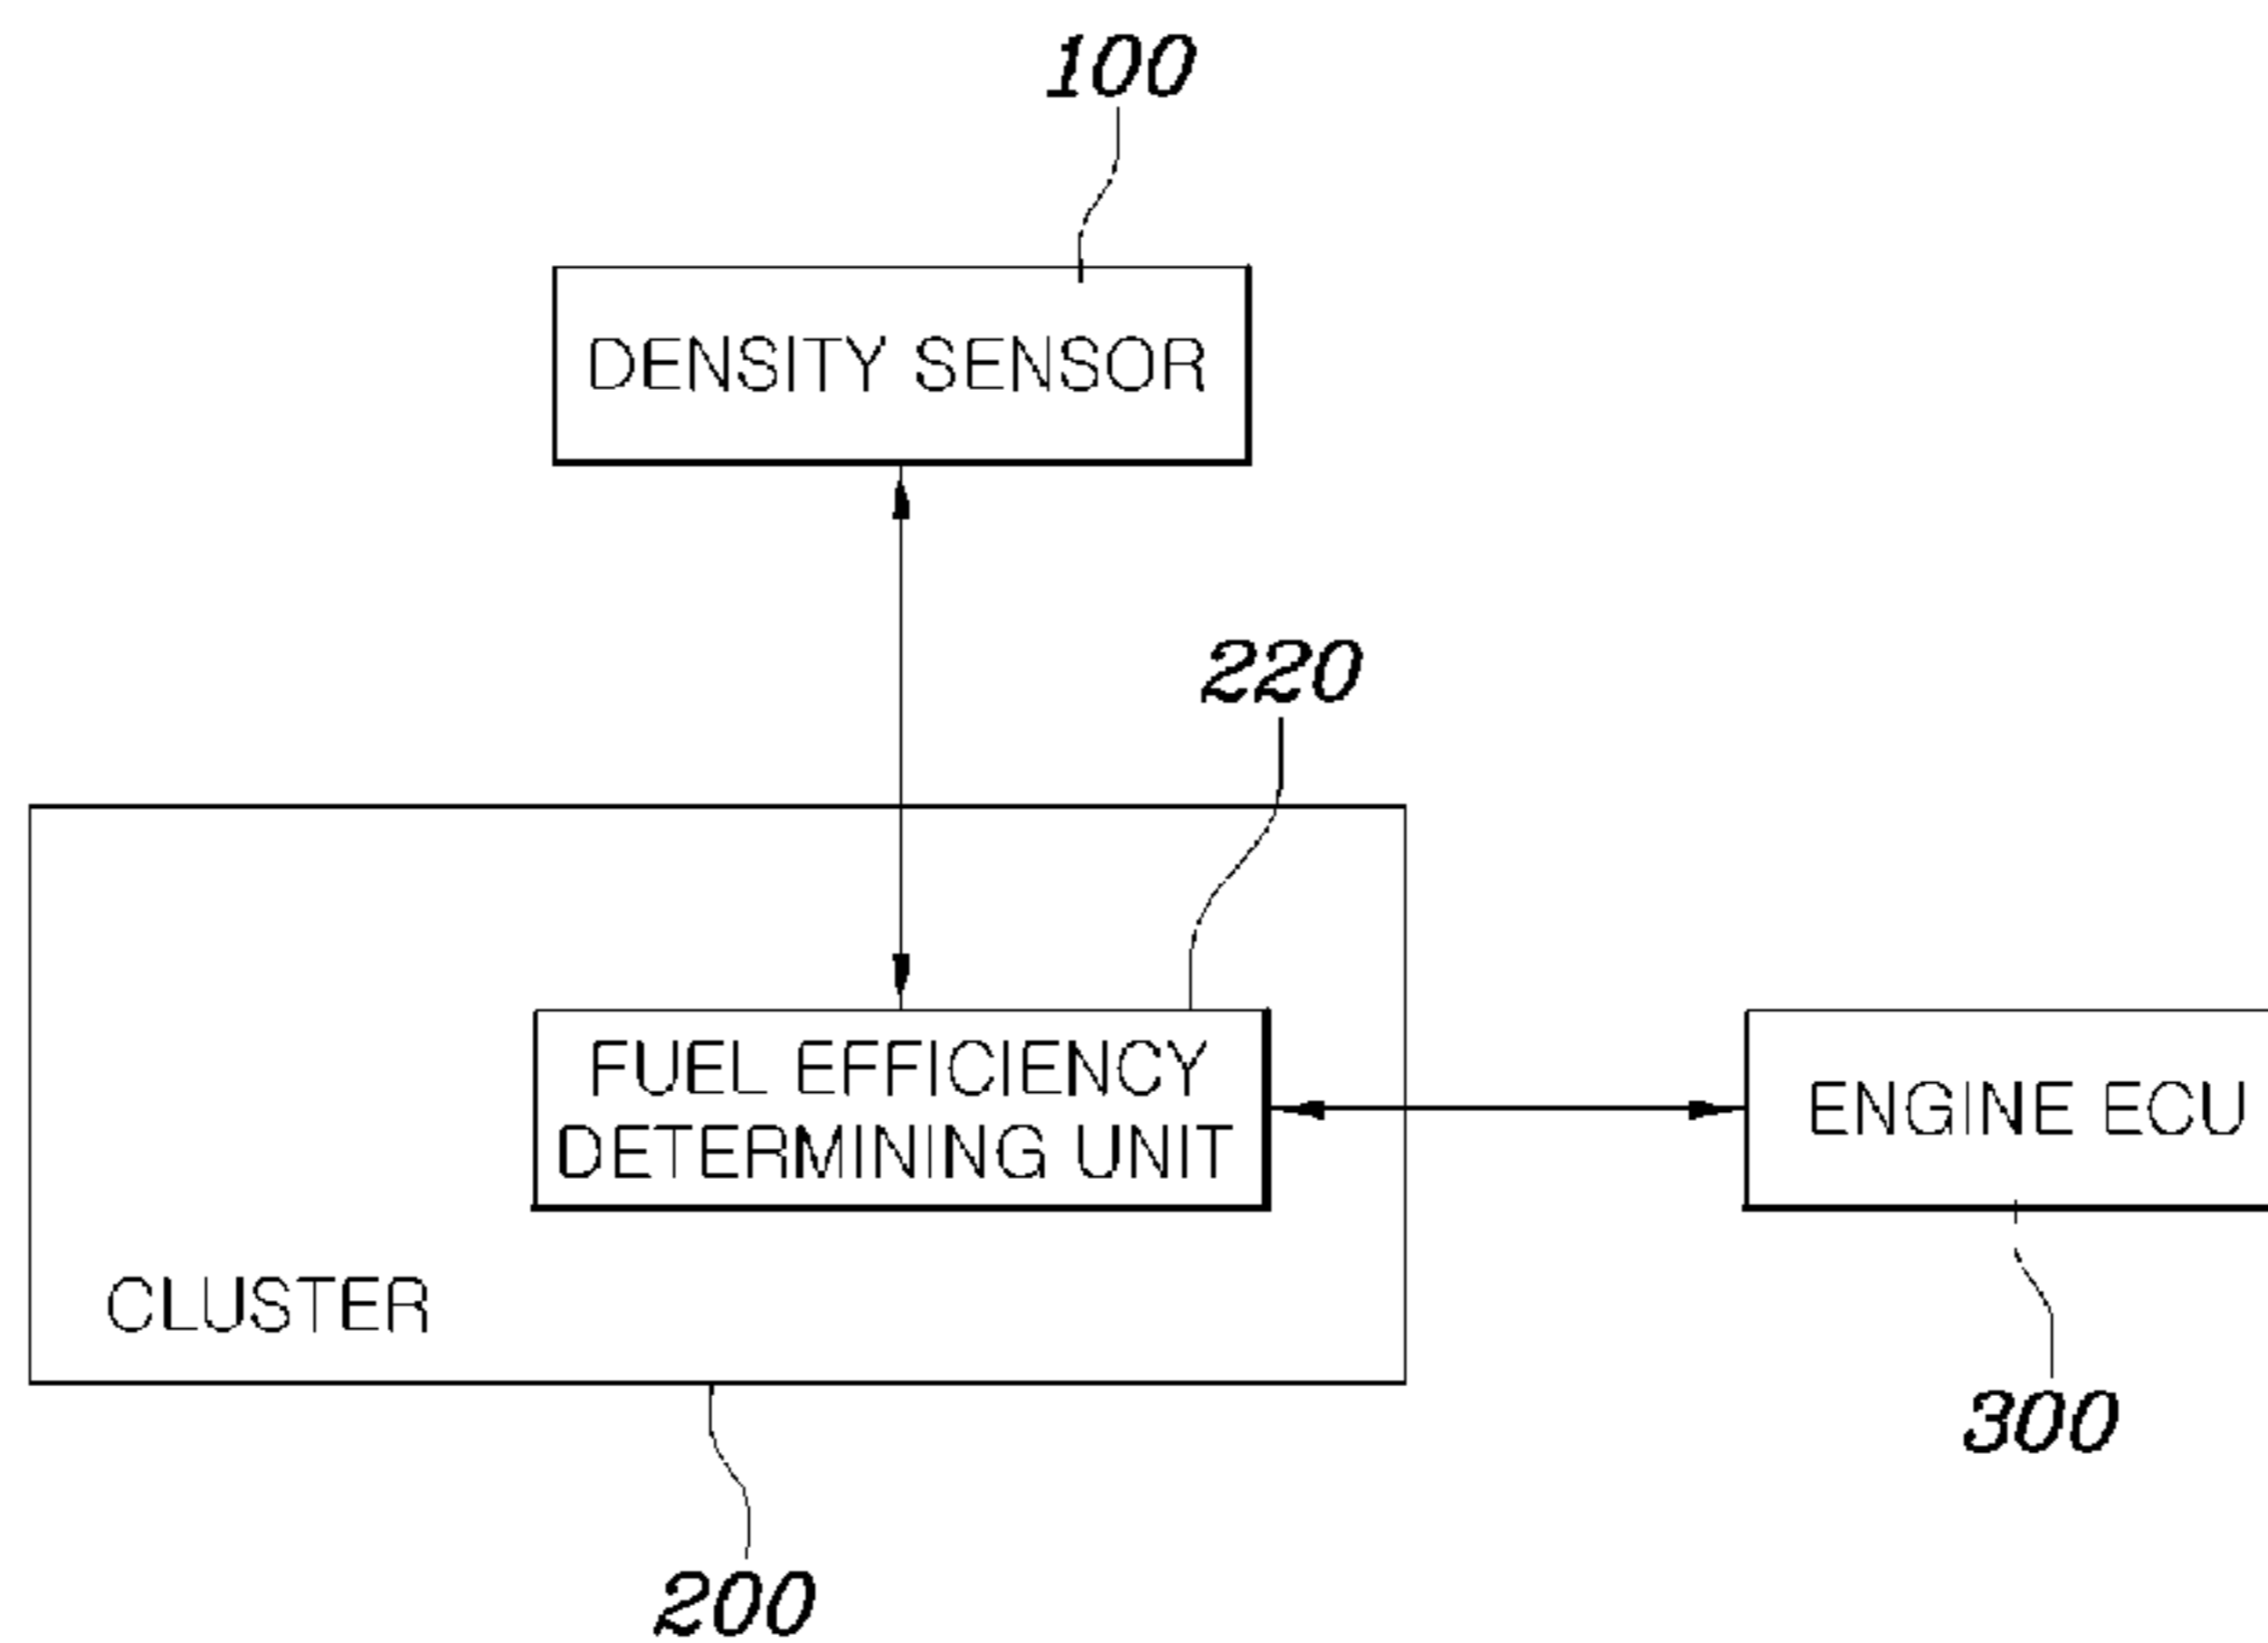 100
DENSITY SENSOR
220
FUEL EFFICIENCY
DETERMINING UNIT
ENGINE ECU
CLUSTER
300
200